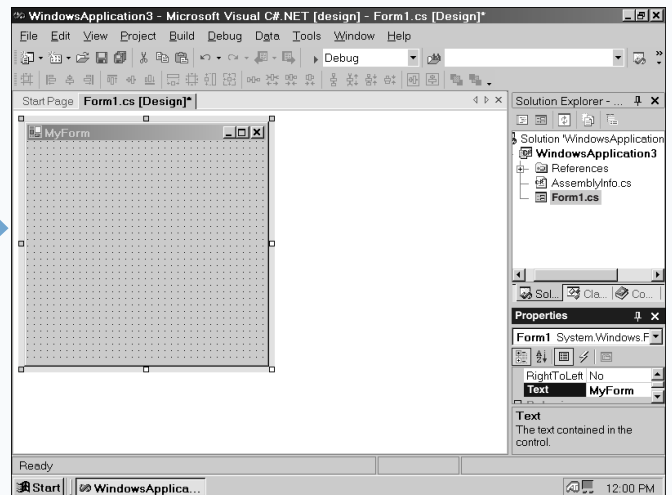 WindowsApplication3 - Microsoft Visual C#.NET [design] - Form1.cs [Design]*
File Edit View Project Build Debug Data Tools Window Help
Debug
Start Page Form1.cs [Design]*
MyForm
Solution Explorer - ...
Solution 'WindowsApplication
WindowsApplication3
References
AssemblyInfo.cs
Form1.cs
Sol... Cla... Co...
Properties
Form1 System.Windows.F
RightToLeft No
Text MyForm
Text
The text contained in the
control.
Ready
Start WindowsApplica... 12:00 PM